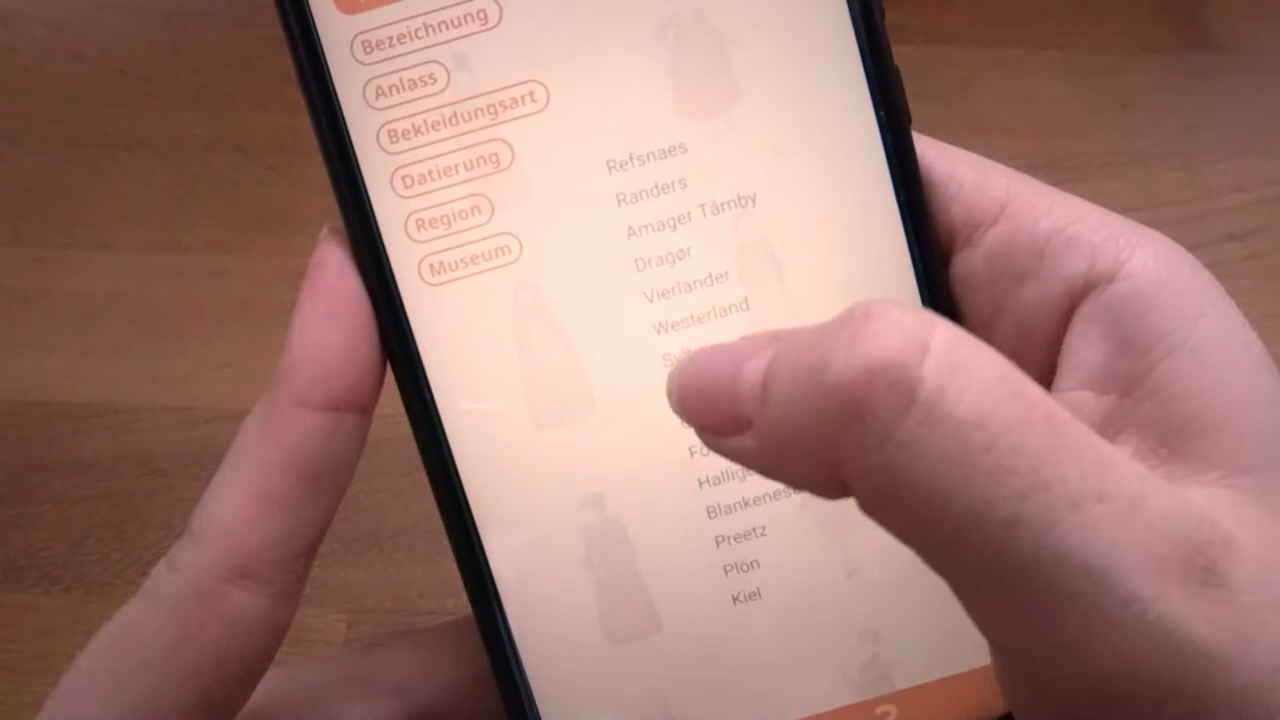 Bezeichnung
Anlass
Bekleidungsart
Datierung
Region
Museum
Refsnaes
Randers
Amager Tårnby
Dragør
Vierlander
Westerland
Blankenese
Preetz
Plön
Kiel
?